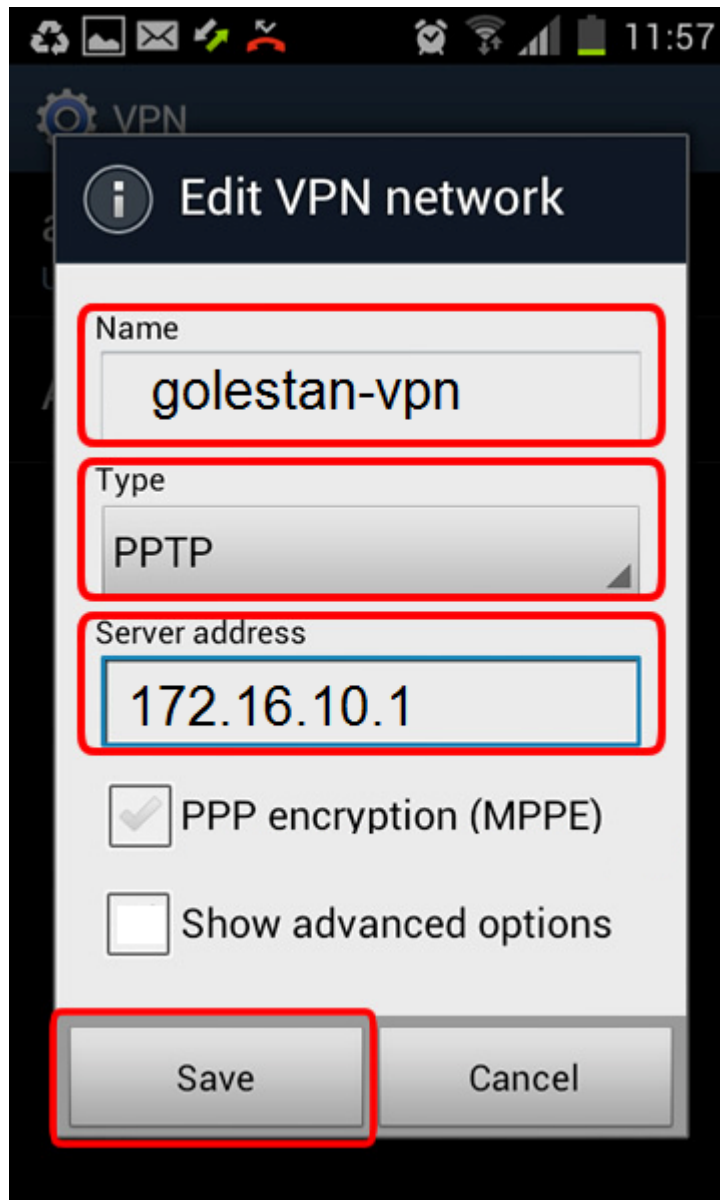 11:57
VPN
Edit VPN network
Name
golestan-vpn
Type
PPTP
Server address
172.16.10.1
PPP encryption (MPPE)
Show advanced options
Save
Cancel